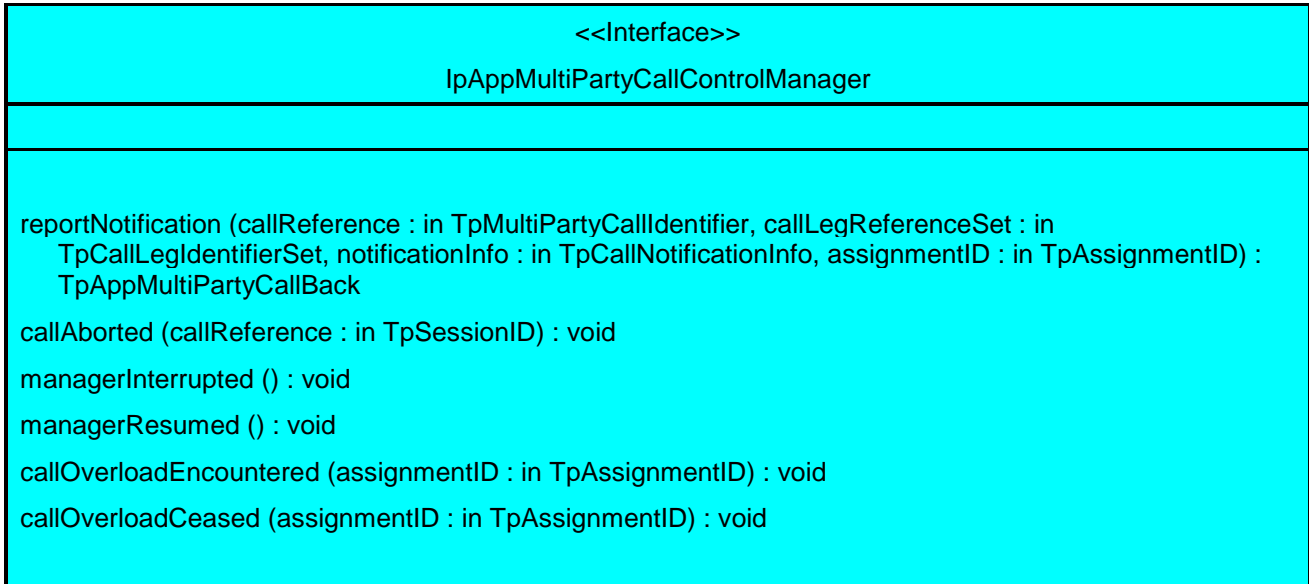 <<Interface>>
IpAppMultiPartyCallControlManager
reportNotification (callReference : in TpMultiPartyCallIdentifier, callLegReferenceSet : in
TpCallLegIdentifierSet, notificationInfo : in TpCallNotificationInfo, assignmentID : in TpAssignmentID) :
TpAppMultiPartyCallBack
callAborted (callReference : in TpSessionID) : void
managerInterrupted () : void
managerResumed () : void
callOverloadEncountered (assignmentID : in TpAssignmentID) : void
callOverloadCeased (assignmentID : in TpAssignmentID) : void